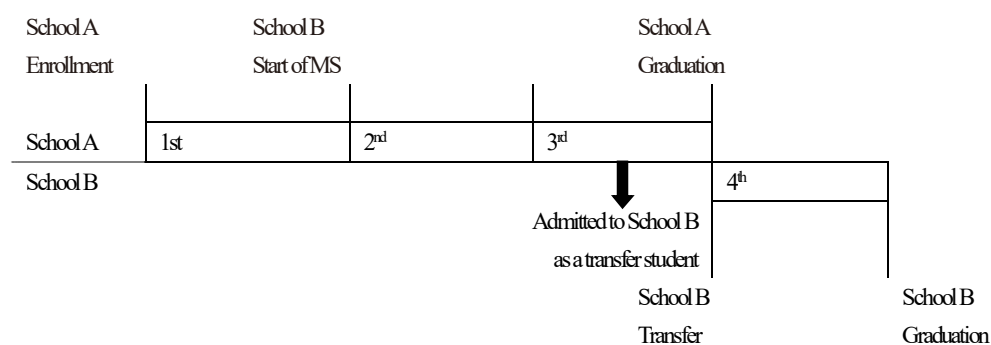 School A School B School A
Enrollment Start of MS Graduation
School A 1st 2nd 3rd
School B 4th
Admitted to School B
as a transfer student
School B School B
Transfer Graduation